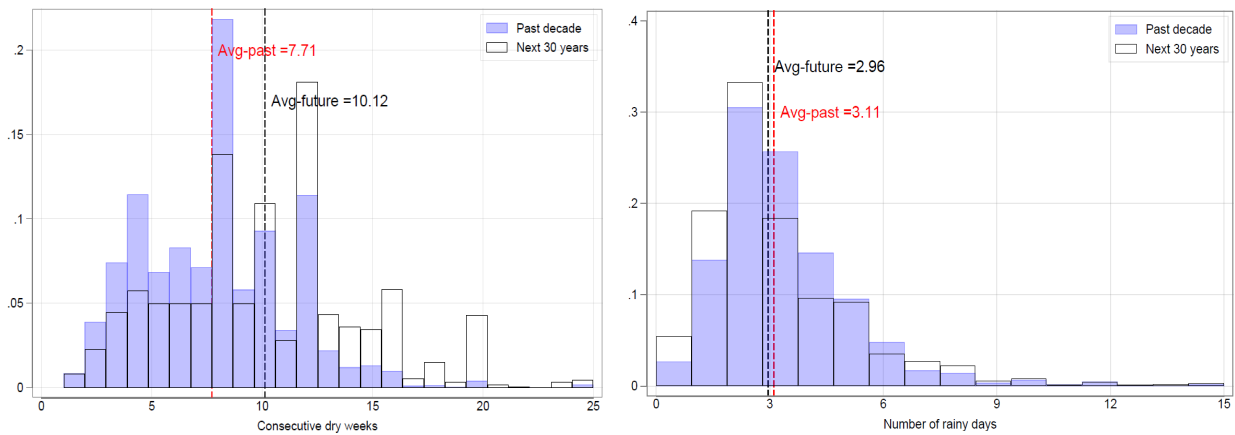 .2
.15
.1
.05
0
Past decade
Next 30 years
Avg-past =7.71
Avg-future =10.12
0 5 10 15 20 25
Consecutive dry weeks
.4
.3
.2
.1
0
Past decade
Next 30 years
Avg-future =2.96
Avg-past =3.11
0 3 6 9 12 15
Number of rainy days